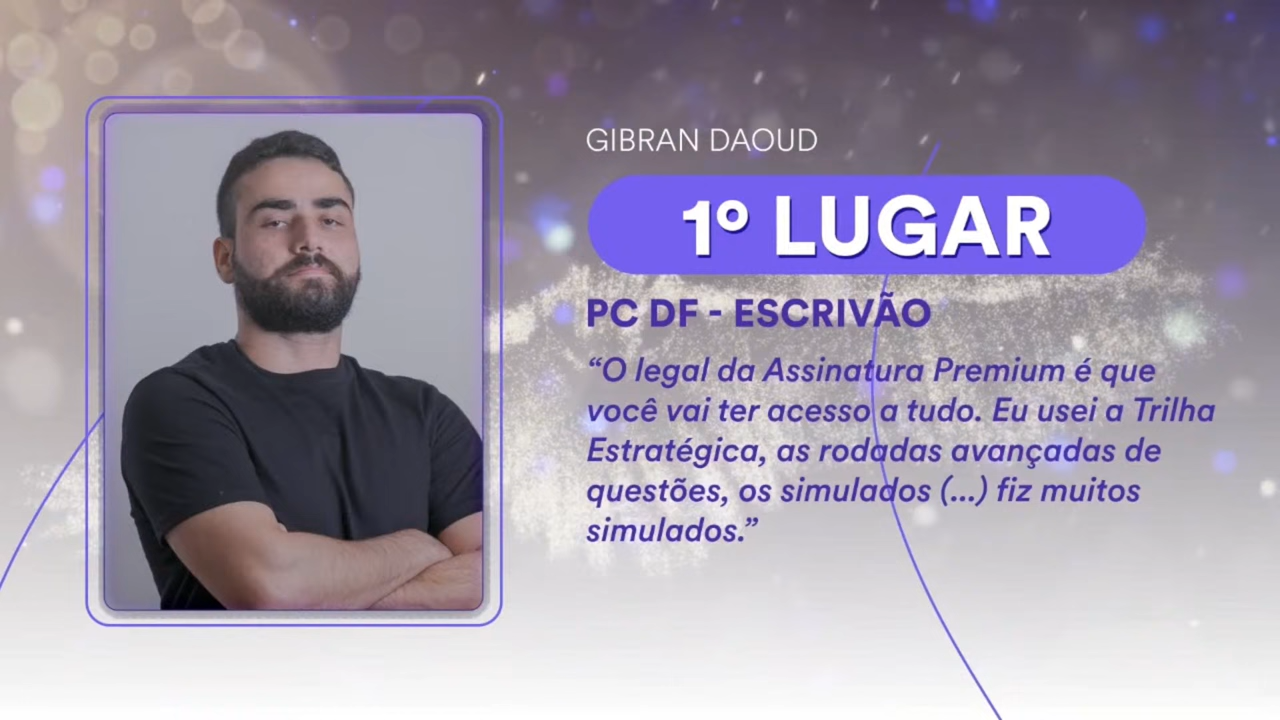 GIBRAN DAOUD
1º LUGAR
PC DF - ESCRIVÃO
“O legal da Assinatura Premium é que
você vai ter acesso a tudo. Eu usei a Trilha
Estratégica, as rodadas avançadas de
questões, os simulados (...) fiz muitos
simulados.”